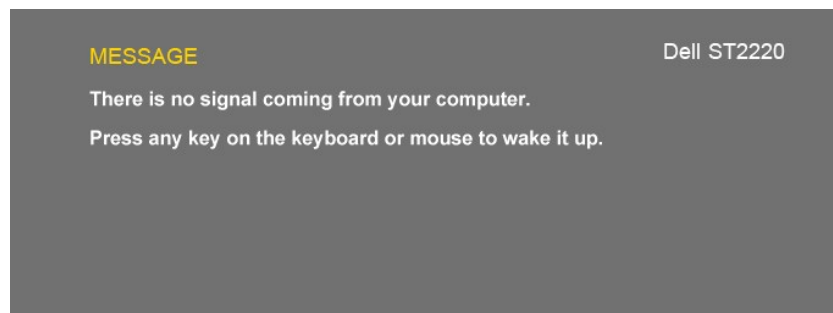 MESSAGE
Dell ST2220
There is no signal coming from your computer.
Press any key on the keyboard or mouse to wake it up.